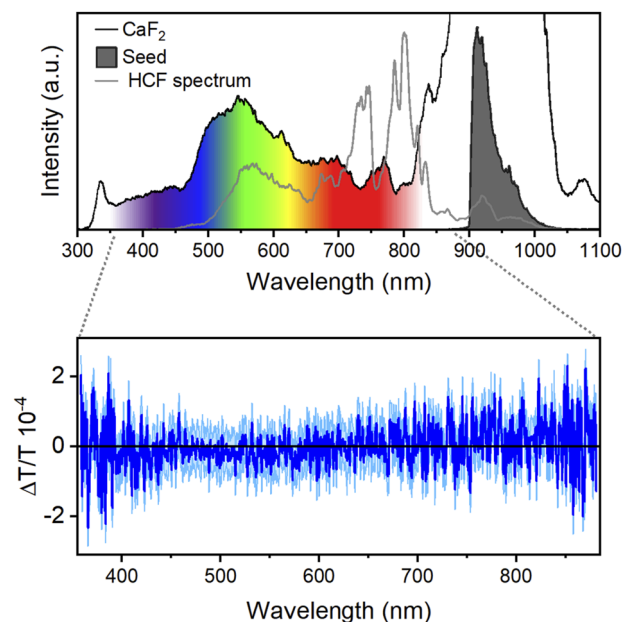 CaF₂
Seed
HCF spectrum
Intensity (a.u.)
300 400 500 600 700 800 900 1000 1100
Wavelength (nm)
2
0
-2
ΔT/T 10⁻⁴
400 500 600 700 800
Wavelength (nm)